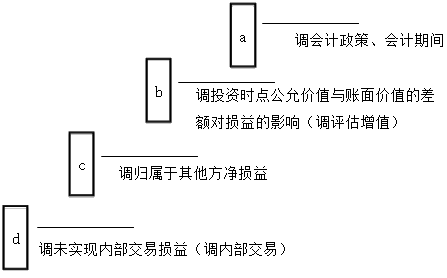 a
调会计政策、会计期间
b
调投资时点公允价值与账面价值的差
额对损益的影响（调评估增值）
c
调归属于其他方净损益
d
调未实现内部交易损益（调内部交易）